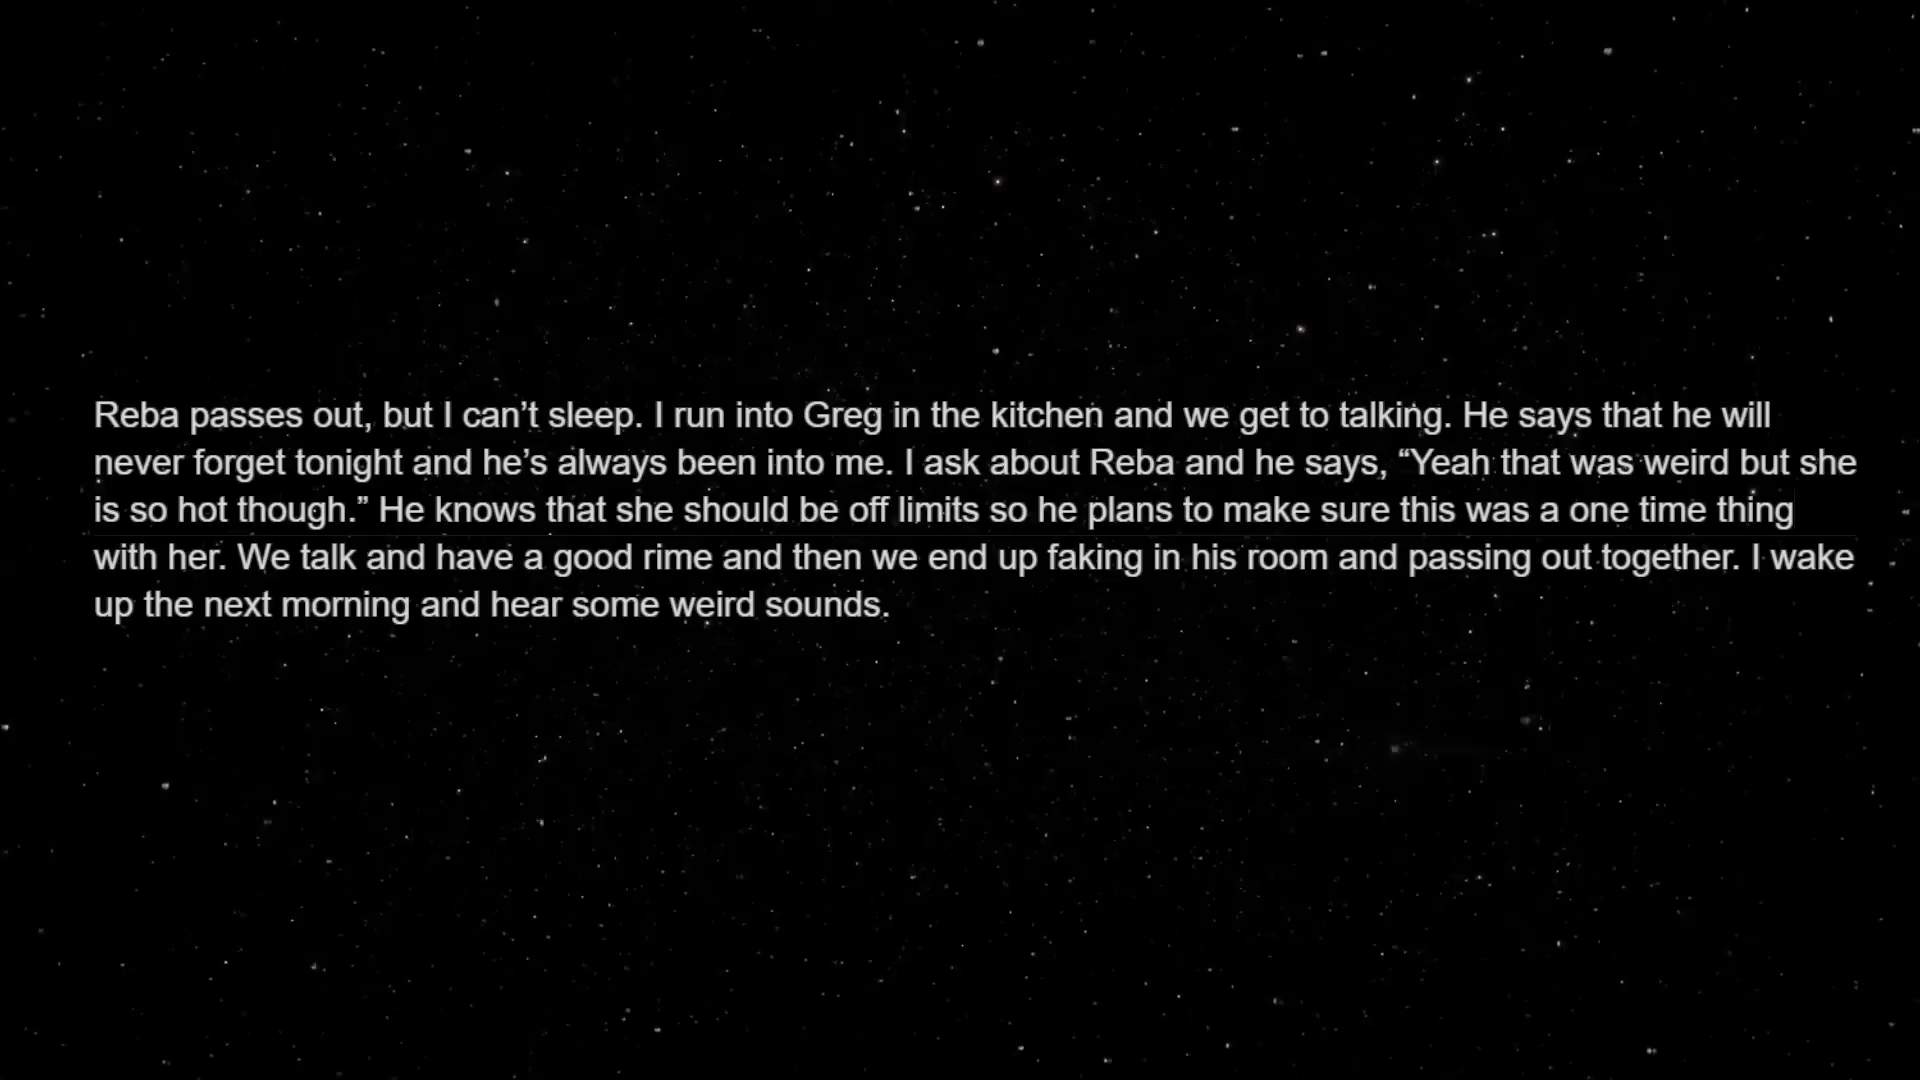 Reba passes out, but I can’t sleep. I run into Greg in the kitchen and we get to talking. He says that he will
never forget tonight and he’s always been into me. I ask about Reba and he says, “Yeah that was weird but she
is so hot though.” He knows that she should be off limits so he plans to make sure this was a one time thing
with her. We talk and have a good rime and then we end up faking in his room and passing out together. I wake
up the next morning and hear some weird sounds.